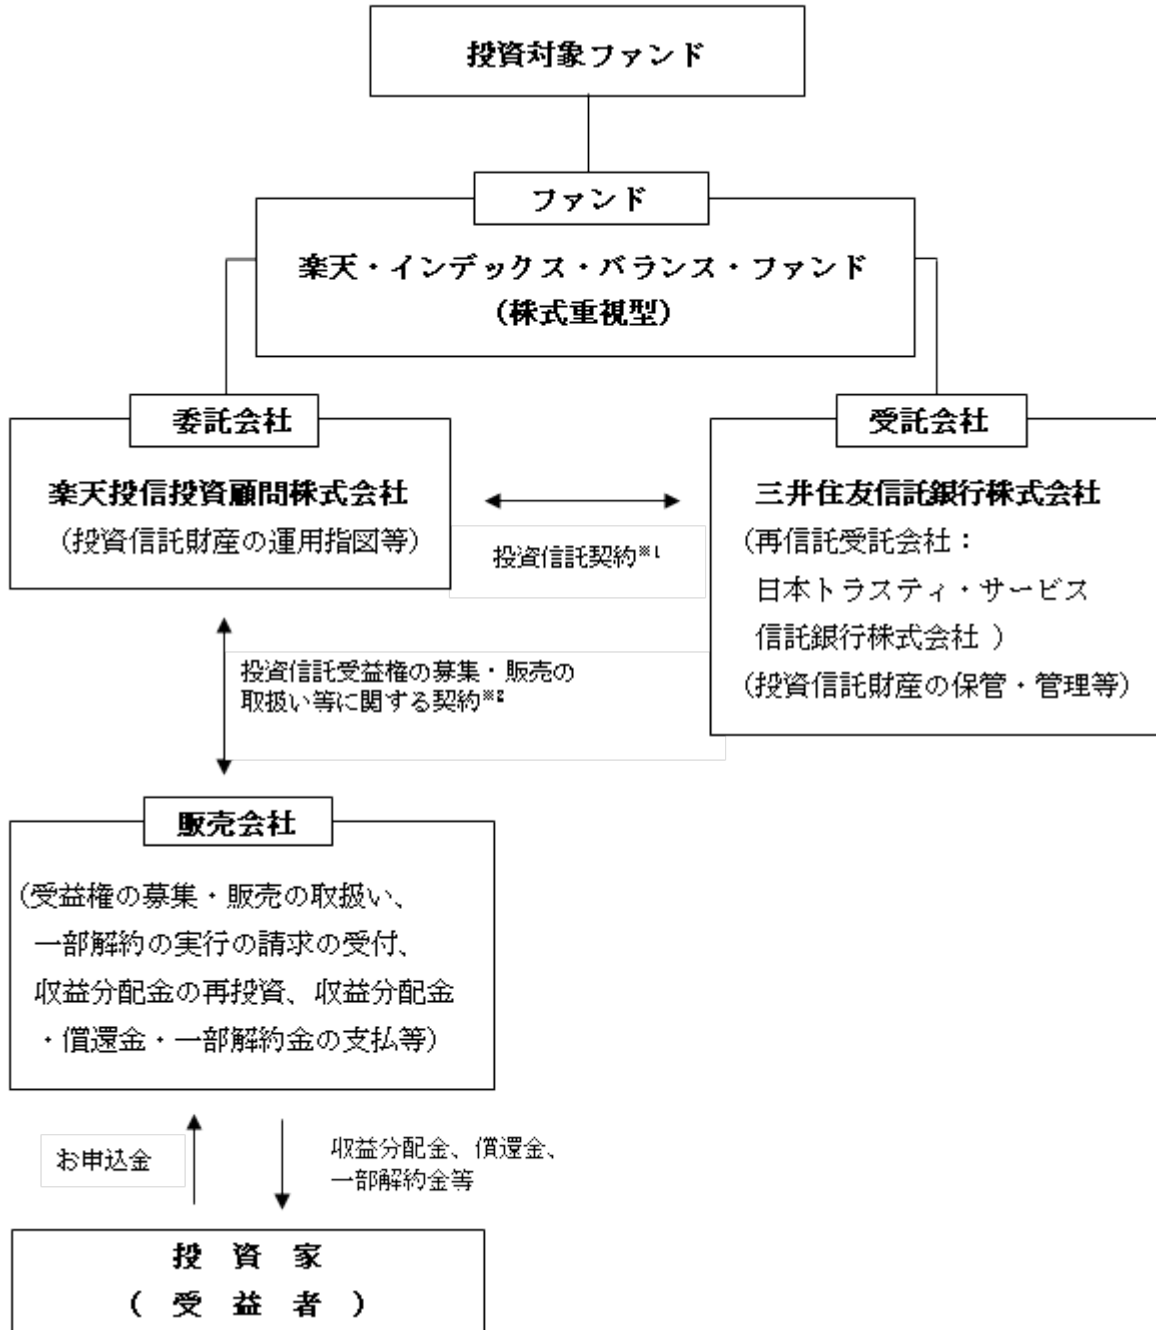 投資対象ファンド
ファンド
楽天・インデックス・バランス・ファンド
（株式重視型）
委託会社
楽天投信投資顧問株式会社
（投資信託財産の運用指図等）
投資信託契約※1
受託会社
三井住友信託銀行株式会社
（再信託受託会社：
日本トラスティ・サービス
信託銀行株式会社 ）
（投資信託財産の保管・管理等）
投資信託受益権の募集・販売の
取扱い等に関する契約※2
販売会社
（受益権の募集・販売の取扱い、
一部解約の実行の請求の受付、
収益分配金の再投資、収益分配金
・償還金・一部解約金の支払等）
お申込金
収益分配金、償還金、
一部解約金等
投 資 家
（ 受 益 者 ）